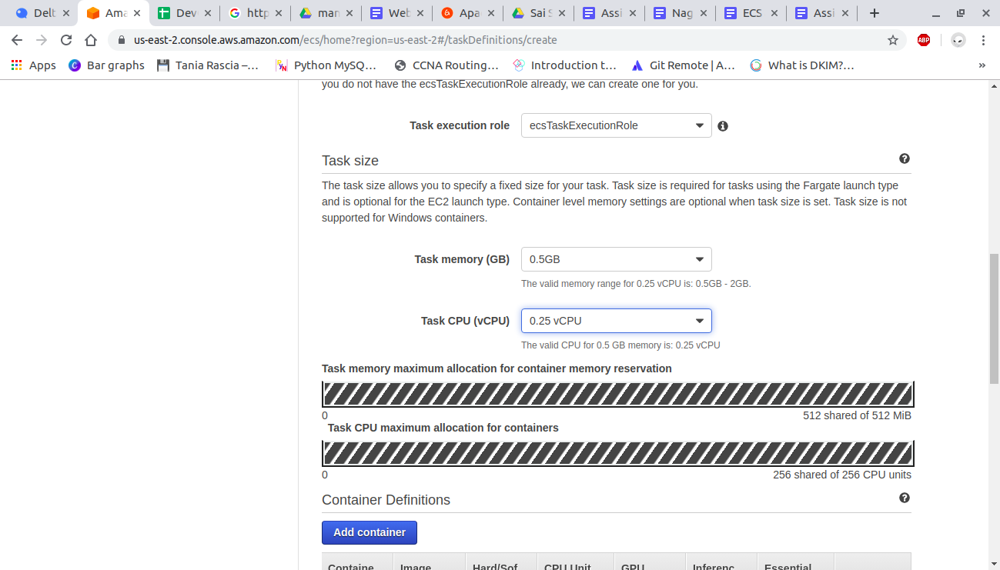 Delt
Ama
Dev
http
man
Web
Apa
Sai S
Assi
Nag
ECS
Assi
us-east-2.console.aws.amazon.com/ecs/home?region=us-east-2#/taskDefinitions/create
ABP
Apps
Bar graphs
Tania Rascia –…
Python MySQ…
CCNA Routing…
Introduction t…
Git Remote | A…
What is DKIM?…
»
you do not have the ecsTaskExecutionRole already, we can create one for you.
Task execution role
ecsTaskExecutionRole
Task size
The task size allows you to specify a fixed size for your task. Task size is required for tasks using the Fargate launch type
and is optional for the EC2 launch type. Container level memory settings are optional when task size is set. Task size is not
supported for Windows containers.
Task memory (GB)
0.5GB
The valid memory range for 0.25 vCPU is: 0.5GB - 2GB.
Task CPU (vCPU)
0.25 vCPU
The valid CPU for 0.5 GB memory is: 0.25 vCPU
Task memory maximum allocation for container memory reservation
0
512 shared of 512 MiB
Task CPU maximum allocation for containers
0
256 shared of 256 CPU units
Container Definitions
Add container
Containe
Image
Hard/Sof
CPU Unit
GPU
Inferenc
Essential